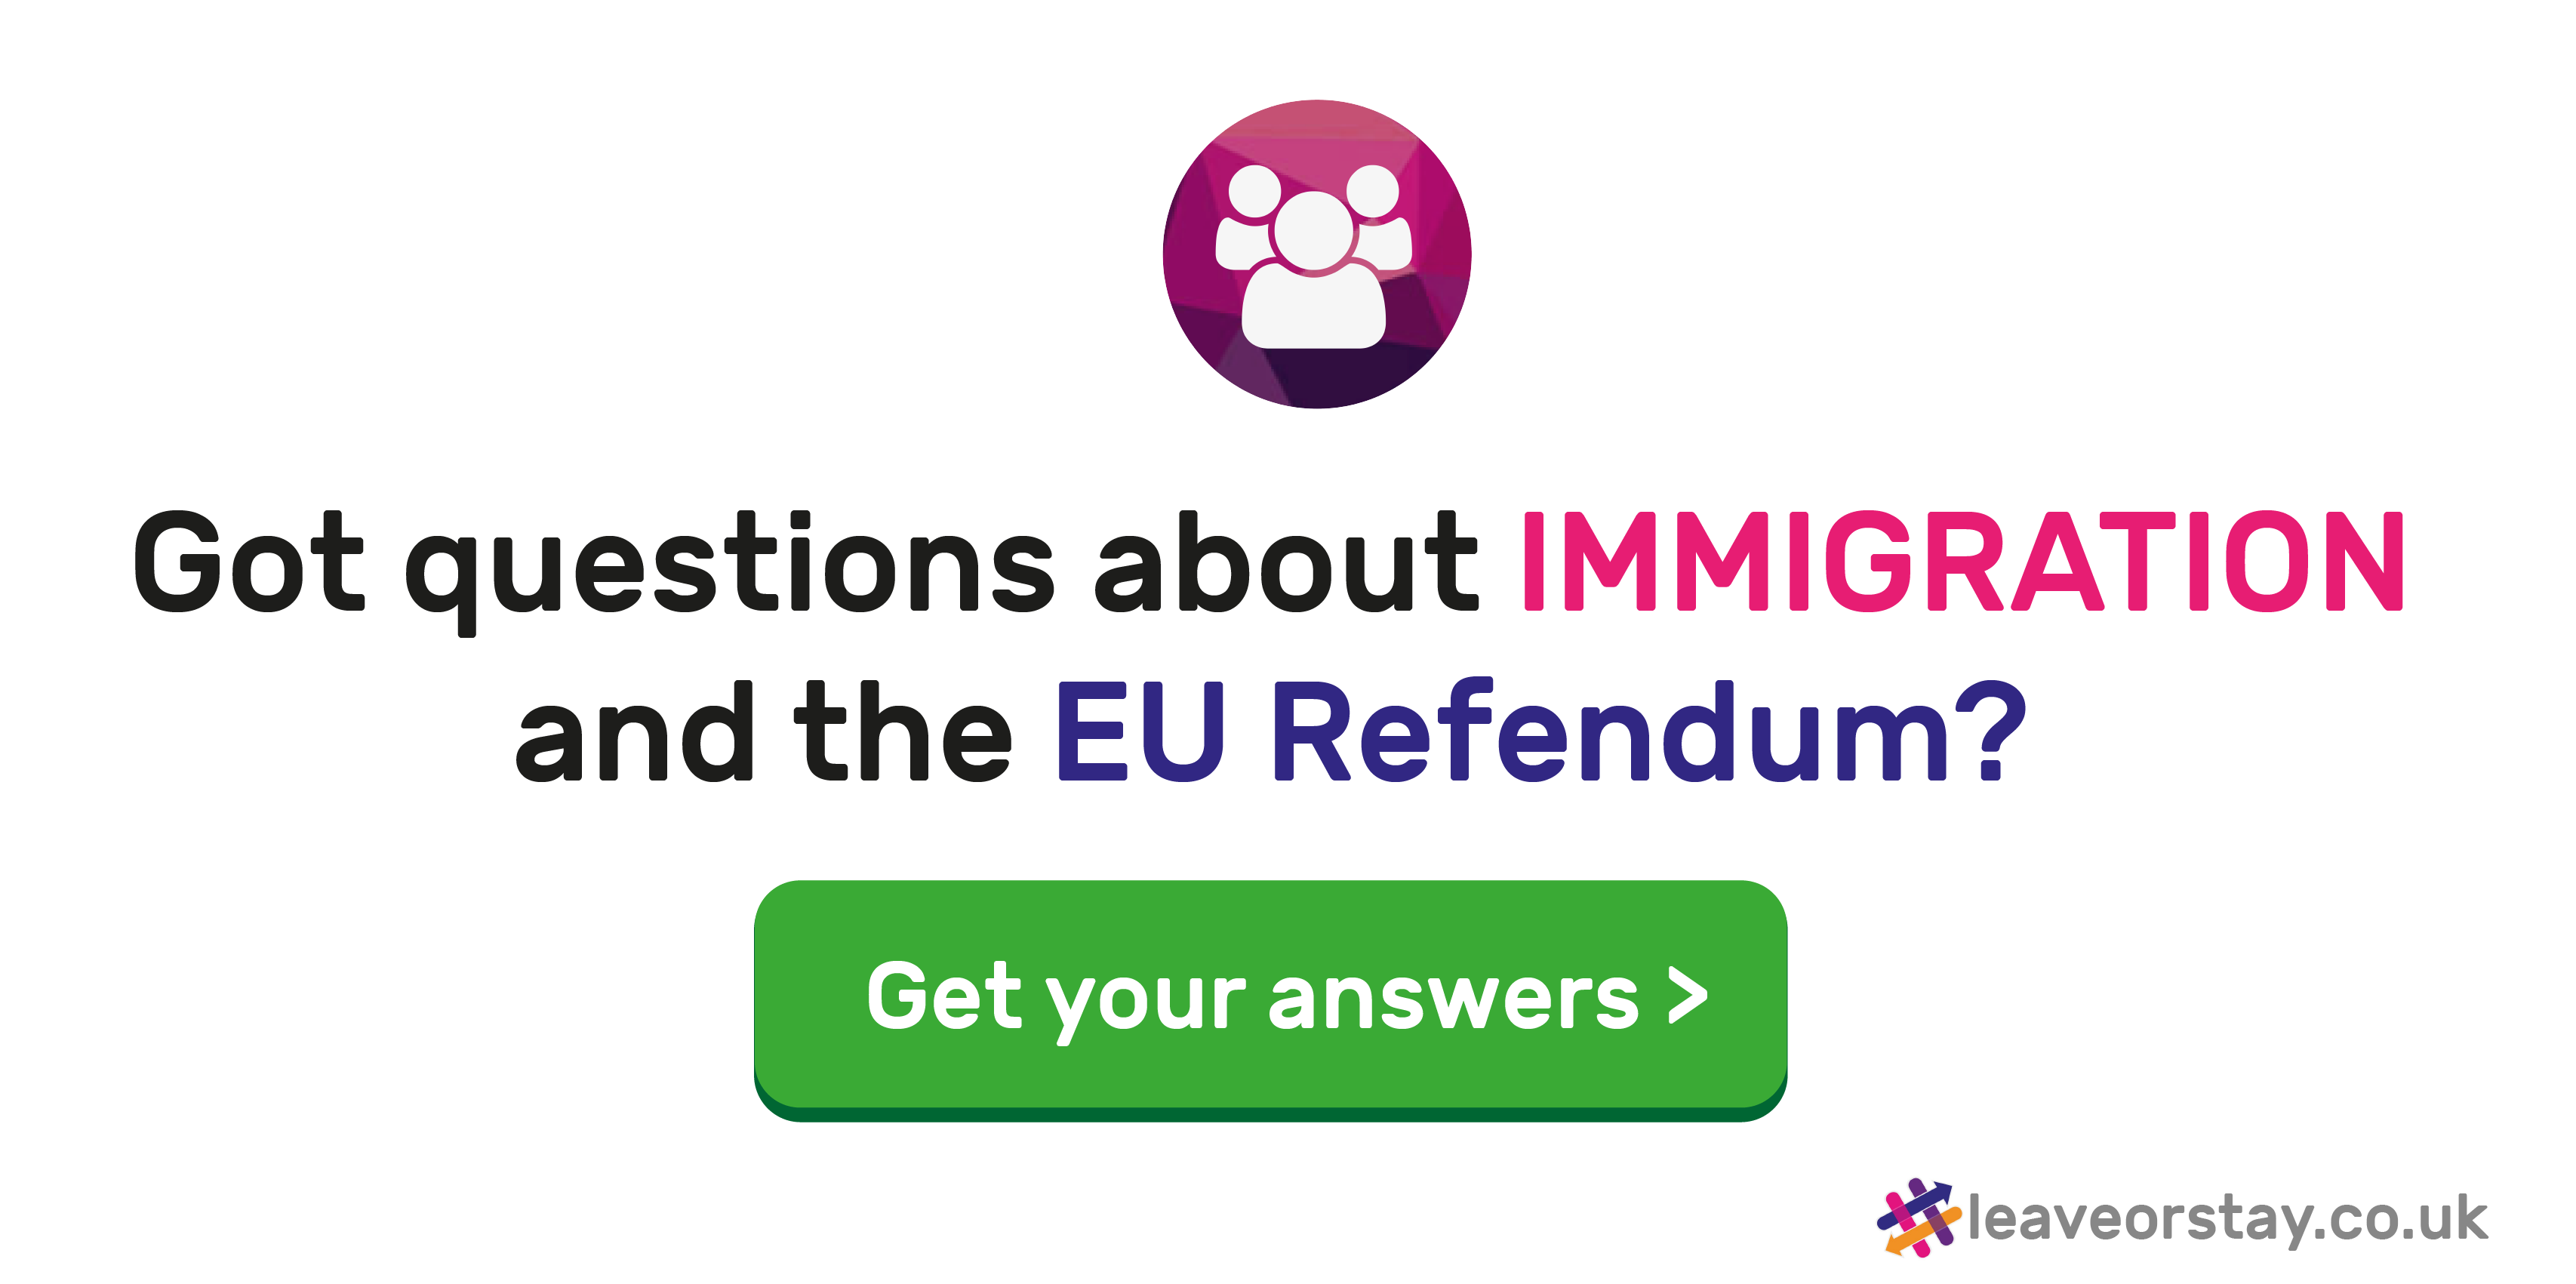 Got questions about IMMIGRATION
and the EU Refendum?
Get your answers >
leaveorstay.co.uk